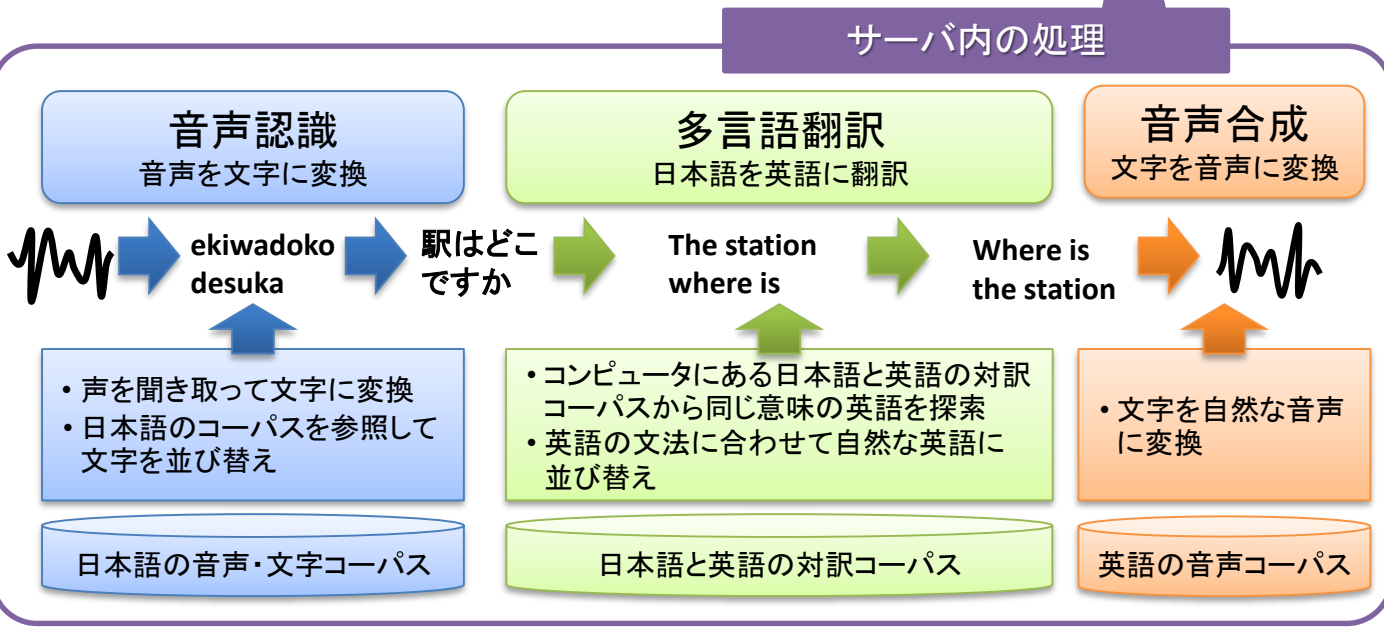 サーバ内の処理
音声認識
音声を文字に変換
多言語翻訳
日本語を英語に翻訳
音声合成
文字を音声に変換
ekiwadoko
desuka
駅はどこ
ですか
The station
where is
Where is
the station
・声を聞き取って文字に変換
・日本語のコーパスを参照して
文字を並び替え
・コンピュータにある日本語と英語の対訳
コーパスから同じ意味の英語を探索
・英語の文法に合わせて自然な英語に
並び替え
・文字を自然な音声
に変換
日本語の音声・文字コーパス
日本語と英語の対訳コーパス
英語の音声コーパス